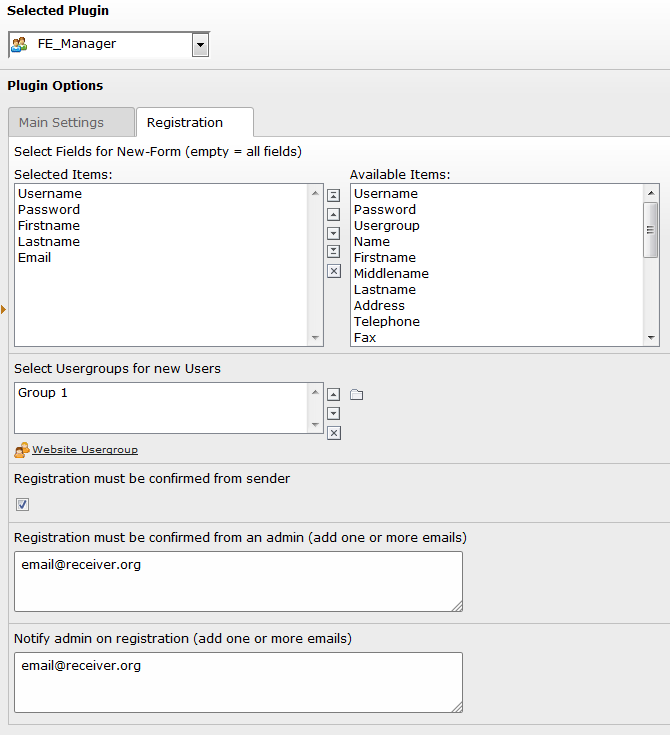 Selected Plugin
FE_Manager
Plugin Options
Main Settings
Registration
Select Fields for New-Form (empty = all fields)
Selected Items:
Username
Password
Firstname
Lastname
Email
Available Items:
Username
Password
Usergroup
Name
Firstname
Middlename
Lastname
Address
Telephone
Fax
Select Usergroups for new Users
Group 1
Website Usergroup
Registration must be confirmed from sender
Registration must be confirmed from an admin (add one or more emails)
email@receiver.org
Notify admin on registration (add one or more emails)
email@receiver.org